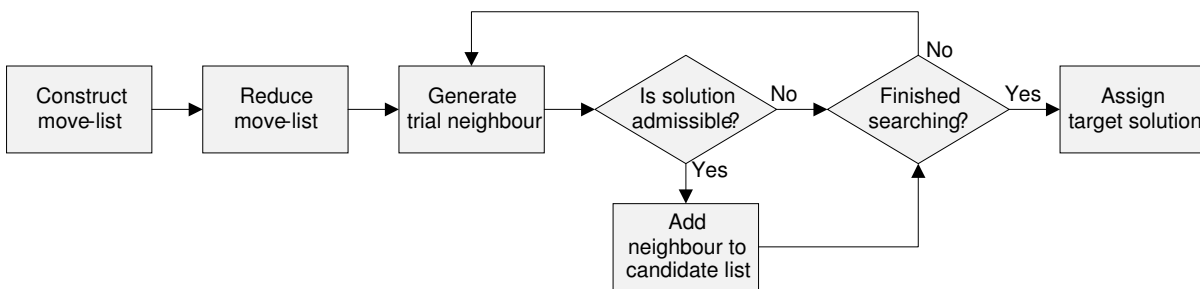 Construct
move-list
Reduce
move-list
Generate
trial neighbour
Is solution
admissible?
No
Yes
Add
neighbour to
candidate list
Finished
searching?
No
Yes
Assign
target solution